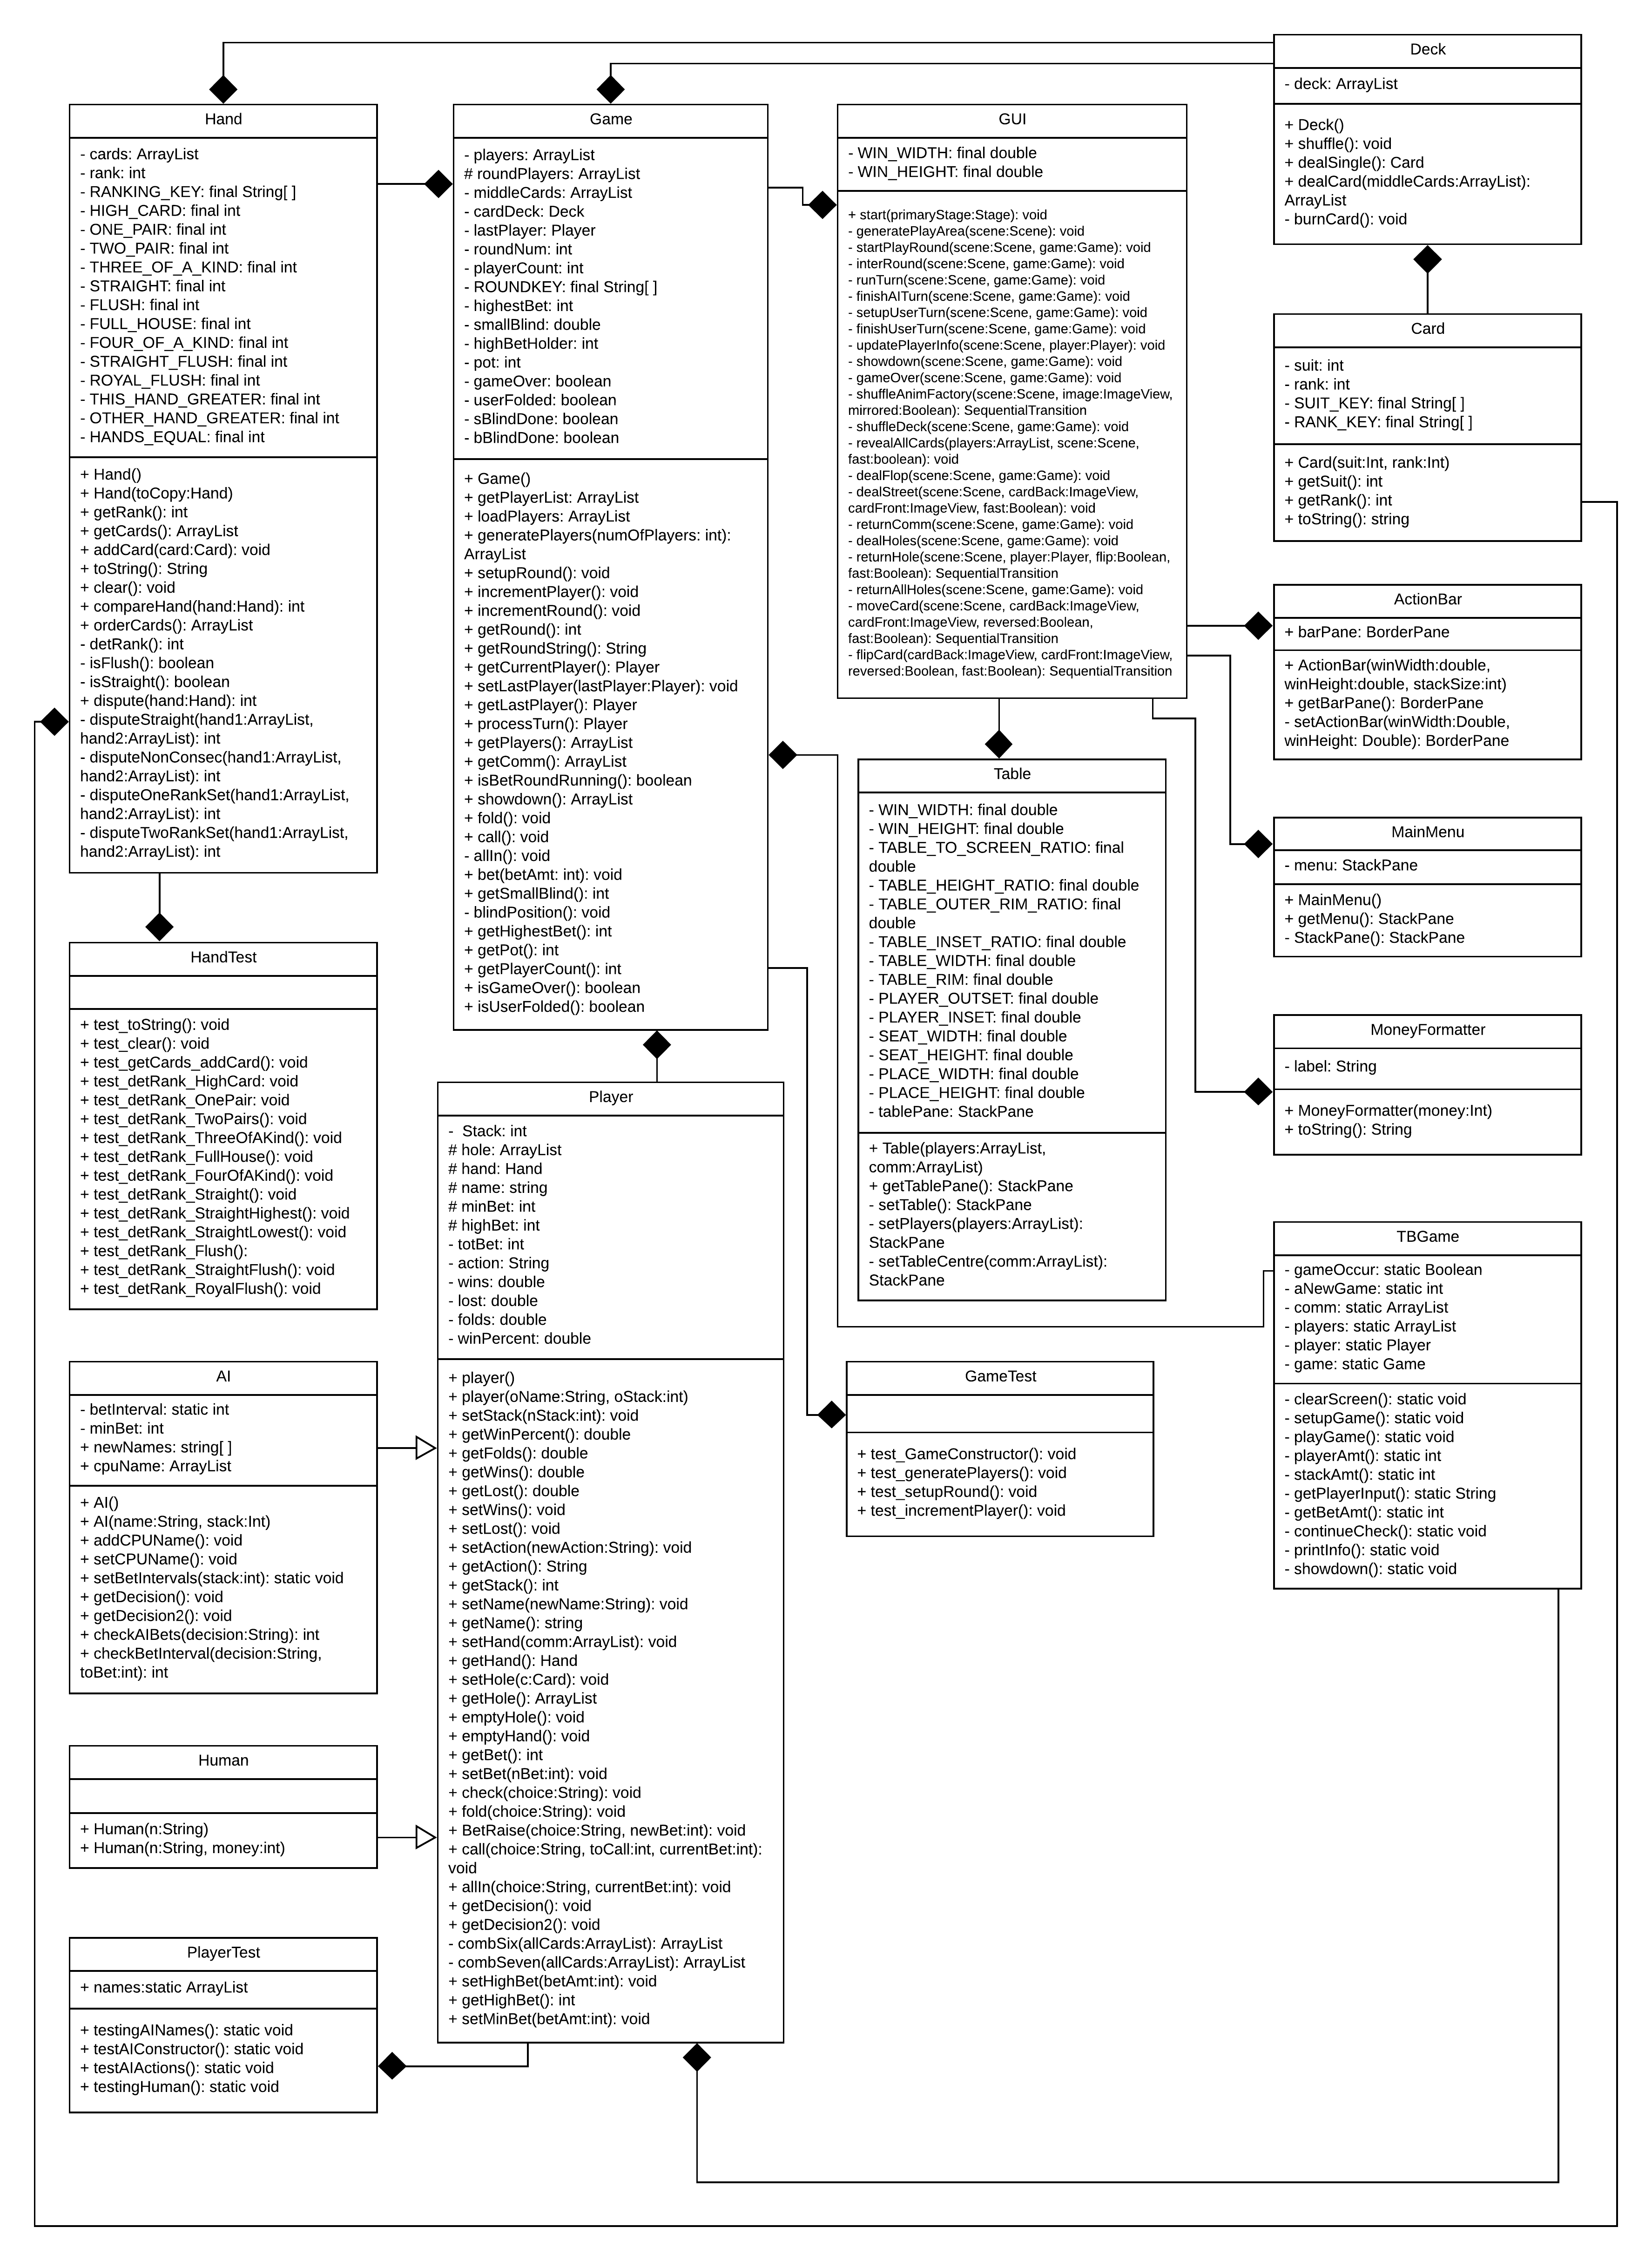 Deck
- deck: ArrayList
+ Deck()
+ shuffle(): void
+ dealSingle(): Card
+ dealCard(middleCards:ArrayList):
ArrayList
- burnCard(): void
Hand
- cards: ArrayList
- rank: int
- RANKING_KEY: final String[ ]
- HIGH_CARD: final int
- ONE_PAIR: final int
- TWO_PAIR: final int
- THREE_OF_A_KIND: final int
- STRAIGHT: final int
- FLUSH: final int
- FULL_HOUSE: final int
- FOUR_OF_A_KIND: final int
- STRAIGHT_FLUSH: final int
- ROYAL_FLUSH: final int
- THIS_HAND_GREATER: final int
- OTHER_HAND_GREATER: final int
- HANDS_EQUAL: final int
+ Hand()
+ Hand(toCopy:Hand)
+ getRank(): int
+ getCards(): ArrayList
+ addCard(card:Card): void
+ toString(): String
+ clear(): void
+ compareHand(hand:Hand): int
+ orderCards(): ArrayList
- detRank(): int
- isFlush(): boolean
- isStraight(): boolean
+ dispute(hand:Hand): int
- disputeStraight(hand1:ArrayList,
hand2:ArrayList): int
- disputeNonConsec(hand1:ArrayList,
hand2:ArrayList): int
- disputeOneRankSet(hand1:ArrayList,
hand2:ArrayList): int
- disputeTwoRankSet(hand1:ArrayList,
hand2:ArrayList): int
Game
- players: ArrayList
# roundPlayers: ArrayList
- middleCards: ArrayList
- cardDeck: Deck
- lastPlayer: Player
- roundNum: int
- playerCount: int
- ROUNDKEY: final String[ ]
- highestBet: int
- smallBlind: double
- highBetHolder: int
- pot: int
- gameOver: boolean
- userFolded: boolean
- sBlindDone: boolean
- bBlindDone: boolean
+ Game()
+ getPlayerList: ArrayList
+ loadPlayers: ArrayList
+ generatePlayers(numOfPlayers: int):
ArrayList
+ setupRound(): void
+ incrementPlayer(): void
+ incrementRound(): void
+ getRound(): int
+ getRoundString(): String
+ getCurrentPlayer(): Player
+ setLastPlayer(lastPlayer:Player): void
+ getLastPlayer(): Player
+ processTurn(): Player
+ getPlayers(): ArrayList
+ getComm(): ArrayList
+ isBetRoundRunning(): boolean
+ showdown(): ArrayList
+ fold(): void
+ call(): void
- allIn(): void
+ bet(betAmt: int): void
+ getSmallBlind(): int
- blindPosition(): void
+ getHighestBet(): int
+ getPot(): int
+ getPlayerCount(): int
+ isGameOver(): boolean
+ isUserFolded(): boolean
GUI
- WIN_WIDTH: final double
- WIN_HEIGHT: final double
+ start(primaryStage:Stage): void
- generatePlayArea(scene:Scene): void
- startPlayRound(scene:Scene, game:Game): void
- interRound(scene:Scene, game:Game): void
- runTurn(scene:Scene, game:Game): void
- finishAITurn(scene:Scene, game:Game): void
- setupUserTurn(scene:Scene, game:Game): void
- finishUserTurn(scene:Scene, game:Game): void
- updatePlayerInfo(scene:Scene, player:Player): void
- showdown(scene:Scene, game:Game): void
- gameOver(scene:Scene, game:Game): void
- shuffleAnimFactory(scene:Scene, image:ImageView,
mirrored:Boolean): SequentialTransition
- shuffleDeck(scene:Scene, game:Game): void
- revealAllCards(players:ArrayList, scene:Scene,
fast:boolean): void
- dealFlop(scene:Scene, game:Game): void
- dealStreet(scene:Scene, cardBack:ImageView,
cardFront:ImageView, fast:Boolean): void
- returnComm(scene:Scene, game:Game): void
- dealHoles(scene:Scene, game:Game): void
- returnHole(scene:Scene, player:Player, flip:Boolean,
fast:Boolean): SequentialTransition
- returnAllHoles(scene:Scene, game:Game): void
- moveCard(scene:Scene, cardBack:ImageView,
cardFront:ImageView, reversed:Boolean,
fast:Boolean): SequentialTransition
- flipCard(cardBack:ImageView, cardFront:ImageView,
reversed:Boolean, fast:Boolean): SequentialTransition
Card
- suit: int
- rank: int
- SUIT_KEY: final String[ ]
- RANK_KEY: final String[ ]
+ Card(suit:Int, rank:Int)
+ getSuit(): int
+ getRank(): int
+ toString(): string
ActionBar
+ barPane: BorderPane
+ ActionBar(winWidth:double,
winHeight:double, stackSize:int)
+ getBarPane(): BorderPane
- setActionBar(winWidth:Double,
winHeight: Double): BorderPane
Table
- WIN_WIDTH: final double
- WIN_HEIGHT: final double
- TABLE_TO_SCREEN_RATIO: final
double
- TABLE_HEIGHT_RATIO: final double
- TABLE_OUTER_RIM_RATIO: final
double
- TABLE_INSET_RATIO: final double
- TABLE_WIDTH: final double
- TABLE_RIM: final double
- PLAYER_OUTSET: final double
- PLAYER_INSET: final double
- SEAT_WIDTH: final double
- SEAT_HEIGHT: final double
- PLACE_WIDTH: final double
- PLACE_HEIGHT: final double
- tablePane: StackPane
+ Table(players:ArrayList,
comm:ArrayList)
+ getTablePane(): StackPane
- setTable(): StackPane
- setPlayers(players:ArrayList):
StackPane
- setTableCentre(comm:ArrayList):
StackPane
MainMenu
- menu: StackPane
+ MainMenu()
+ getMenu(): StackPane
- StackPane(): StackPane
HandTest
+ test_toString(): void
+ test_clear(): void
+ test_getCards_addCard(): void
+ test_detRank_HighCard: void
+ test_detRank_OnePair: void
+ test_detRank_TwoPairs(): void
+ test_detRank_ThreeOfAKind(): void
+ test_detRank_FullHouse(): void
+ test_detRank_FourOfAKind(): void
+ test_detRank_Straight(): void
+ test_detRank_StraightHighest(): void
+ test_detRank_StraightLowest(): void
+ test_detRank_Flush():
+ test_detRank_StraightFlush(): void
+ test_detRank_RoyalFlush(): void
MoneyFormatter
- label: String
+ MoneyFormatter(money:Int)
+ toString(): String
Player
- Stack: int
# hole: ArrayList
# hand: Hand
# name: string
# minBet: int
# highBet: int
- totBet: int
- action: String
- wins: double
- lost: double
- folds: double
- winPercent: double
+ player()
+ player(oName:String, oStack:int)
+ setStack(nStack:int): void
+ getWinPercent(): double
+ getFolds(): double
+ getWins(): double
+ getLost(): double
+ setWins(): void
+ setLost(): void
+ setAction(newAction:String): void
+ getAction(): String
+ getStack(): int
+ setName(newName:String): void
+ getName(): string
+ setHand(comm:ArrayList): void
+ getHand(): Hand
+ setHole(c:Card): void
+ getHole(): ArrayList
+ emptyHole(): void
+ emptyHand(): void
+ getBet(): int
+ setBet(nBet:int): void
+ check(choice:String): void
+ fold(choice:String): void
+ BetRaise(choice:String, newBet:int): void
+ call(choice:String, toCall:int, currentBet:int):
void
+ allIn(choice:String, currentBet:int): void
+ getDecision(): void
+ getDecision2(): void
- combSix(allCards:ArrayList): ArrayList
- combSeven(allCards:ArrayList): ArrayList
+ setHighBet(betAmt:int): void
+ getHighBet(): int
+ setMinBet(betAmt:int): void
TBGame
- gameOccur: static Boolean
- aNewGame: static int
- comm: static ArrayList
- players: static ArrayList
- player: static Player
- game: static Game
- clearScreen(): static void
- setupGame(): static void
- playGame(): static void
- playerAmt(): static int
- stackAmt(): static int
- getPlayerInput(): static String
- getBetAmt(): static int
- continueCheck(): static void
- printInfo(): static void
- showdown(): static void
AI
- betInterval: static int
- minBet: int
+ newNames: string[ ]
+ cpuName: ArrayList
+ AI()
+ AI(name:String, stack:Int)
+ addCPUName(): void
+ setCPUName(): void
+ setBetIntervals(stack:int): static void
+ getDecision(): void
+ getDecision2(): void
+ checkAIBets(decision:String): int
+ checkBetInterval(decision:String,
toBet:int): int
GameTest
+ test_GameConstructor(): void
+ test_generatePlayers(): void
+ test_setupRound(): void
+ test_incrementPlayer(): void
Human
+ Human(n:String)
+ Human(n:String, money:int)
PlayerTest
+ names:static ArrayList
+ testingAINames(): static void
+ testAIConstructor(): static void
+ testAIActions(): static void
+ testingHuman(): static void